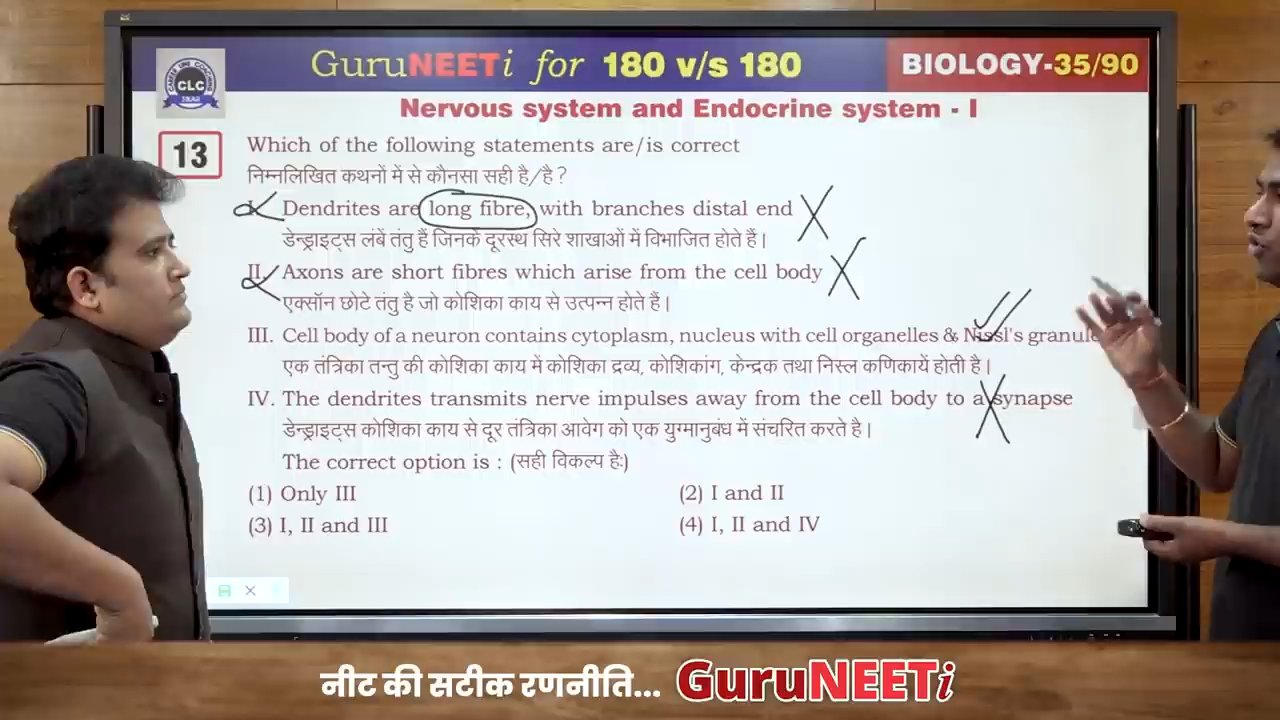 GuruNEETi for 180 v/s 180
BIOLOGY-35/90
CLC
SIKAR
Nervous system and Endocrine system - I
13
Which of the following statements are/is correct
निम्नलिखित कथनों में से कौनसा सही है/है ?
I. Dendrites are long fibre, with branches distal end
डेन्ड्राइट्स लंबें तंतु हैं जिनके दूरस्थ सिरे शाखाओं में विभाजित होते हैं।
II. Axons are short fibres which arise from the cell body
एक्सॉन छोटे तंतु है जो कोशिका काय से उत्पन्न होते हैं।
III. Cell body of a neuron contains cytoplasm, nucleus with cell organelles & Nissl's granule
एक तंत्रिका तन्तु की कोशिका काय में कोशिका द्रव्य, कोशिकांग, केन्द्रक तथा निस्ल कणिकायें होती है।
IV. The dendrites transmits nerve impulses away from the cell body to a synapse
डेन्ड्राइट्स कोशिका काय से दूर तंत्रिका आवेग को एक युग्मानुबंध में संचरित करते है।
The correct option is : (सही विकल्प हैः)
(1) Only III
(2) I and II
(3) I, II and III
(4) I, II and IV
नीट की सटीक रणनीति... GuruNEETi